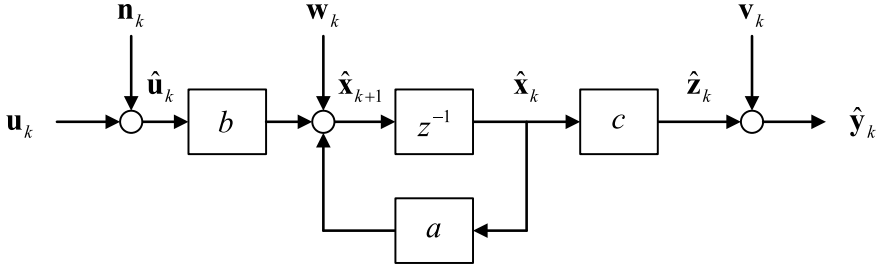 n_k
w_k
v_k
û_k
x̂_{k+1}
x̂_k
ẑ_k
u_k
b
z^{-1}
c
ŷ_k
a